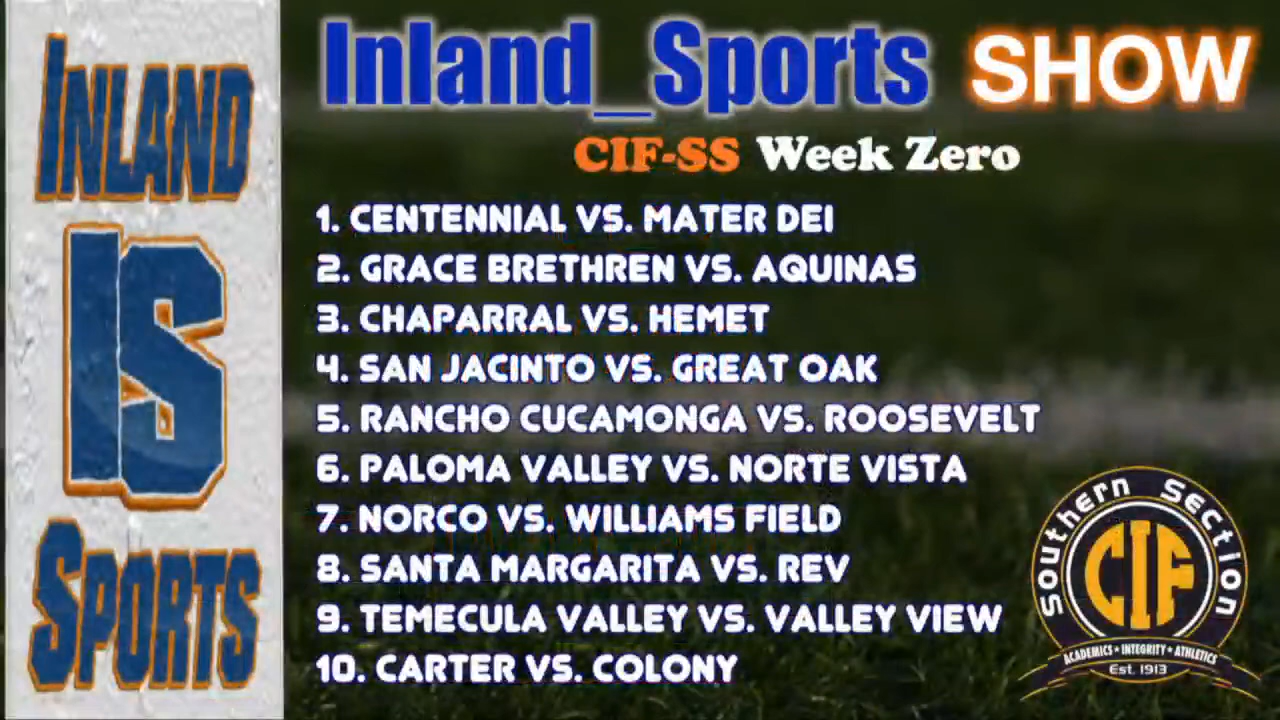 INLAND
IS
SPORTS
Inland_Sports SHOW
CIF-SS Week Zero
1. CENTENNIAL VS. MATER DEI
2. GRACE BRETHREN VS. AQUINAS
3. CHAPARRAL VS. HEMET
4. SAN JACINTO VS. GREAT OAK
5. RANCHO CUCAMONGA VS. ROOSEVELT
6. PALOMA VALLEY VS. NORTE VISTA
7. NORCO VS. WILLIAMS FIELD
8. SANTA MARGARITA VS. REV
9. TEMECULA VALLEY VS. VALLEY VIEW
10. CARTER VS. COLONY
Southern Section
CIF
ACADEMICS • INTEGRITY • ATHLETICS
Est. 1913